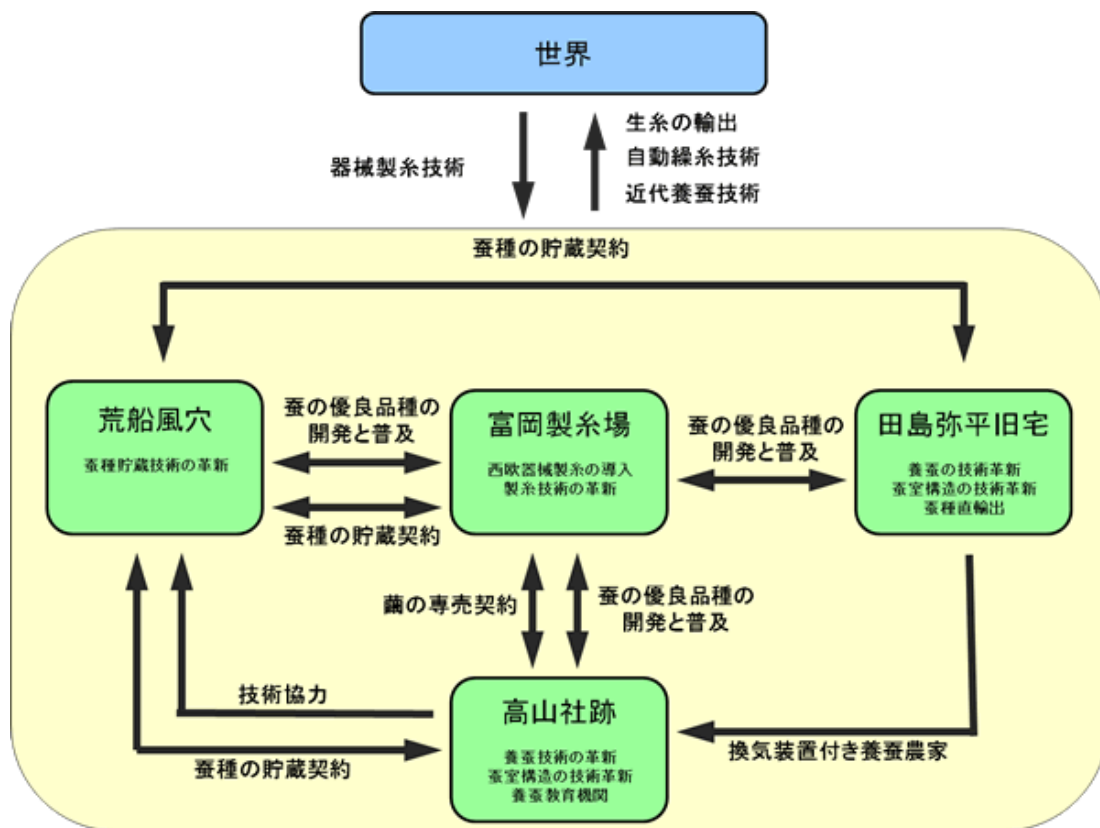 世界
器械製糸技術
生糸の輸出
自動繰糸技術
近代養蚕技術
蚕種の貯蔵契約
荒船風穴
蚕種貯蔵技術の革新
蚕の優良品種の
開発と普及
蚕種の貯蔵契約
富岡製糸場
西欧器械製糸の導入
製糸技術の革新
蚕の優良品種の
開発と普及
田島弥平旧宅
養蚕の技術革新
蚕室構造の技術革新
蚕種直輸出
繭の専売契約
蚕の優良品種の
開発と普及
技術協力
蚕種の貯蔵契約
高山社跡
養蚕技術の革新
蚕室構造の技術革新
養蚕教育機関
換気装置付き養蚕農家